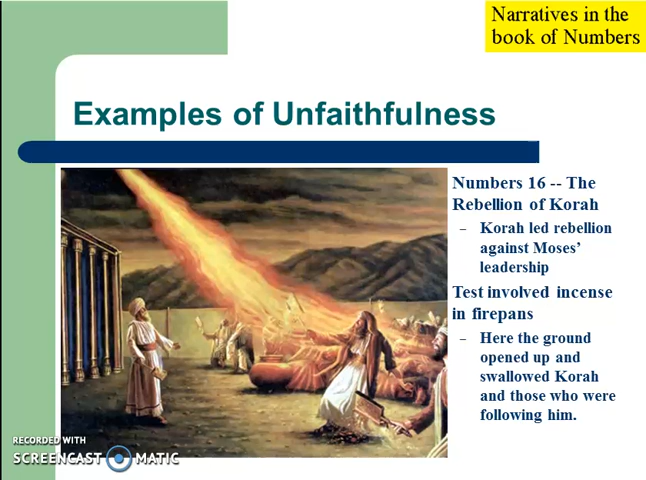 Narratives in the
book of Numbers
Examples of Unfaithfulness
Numbers 16 -- The
Rebellion of Korah
– Korah led rebellion
against Moses’
leadership
Test involved incense
in firepans
– Here the ground
opened up and
swallowed Korah
and those who were
following him.
RECORDED WITH
SCREENCAST MATIC